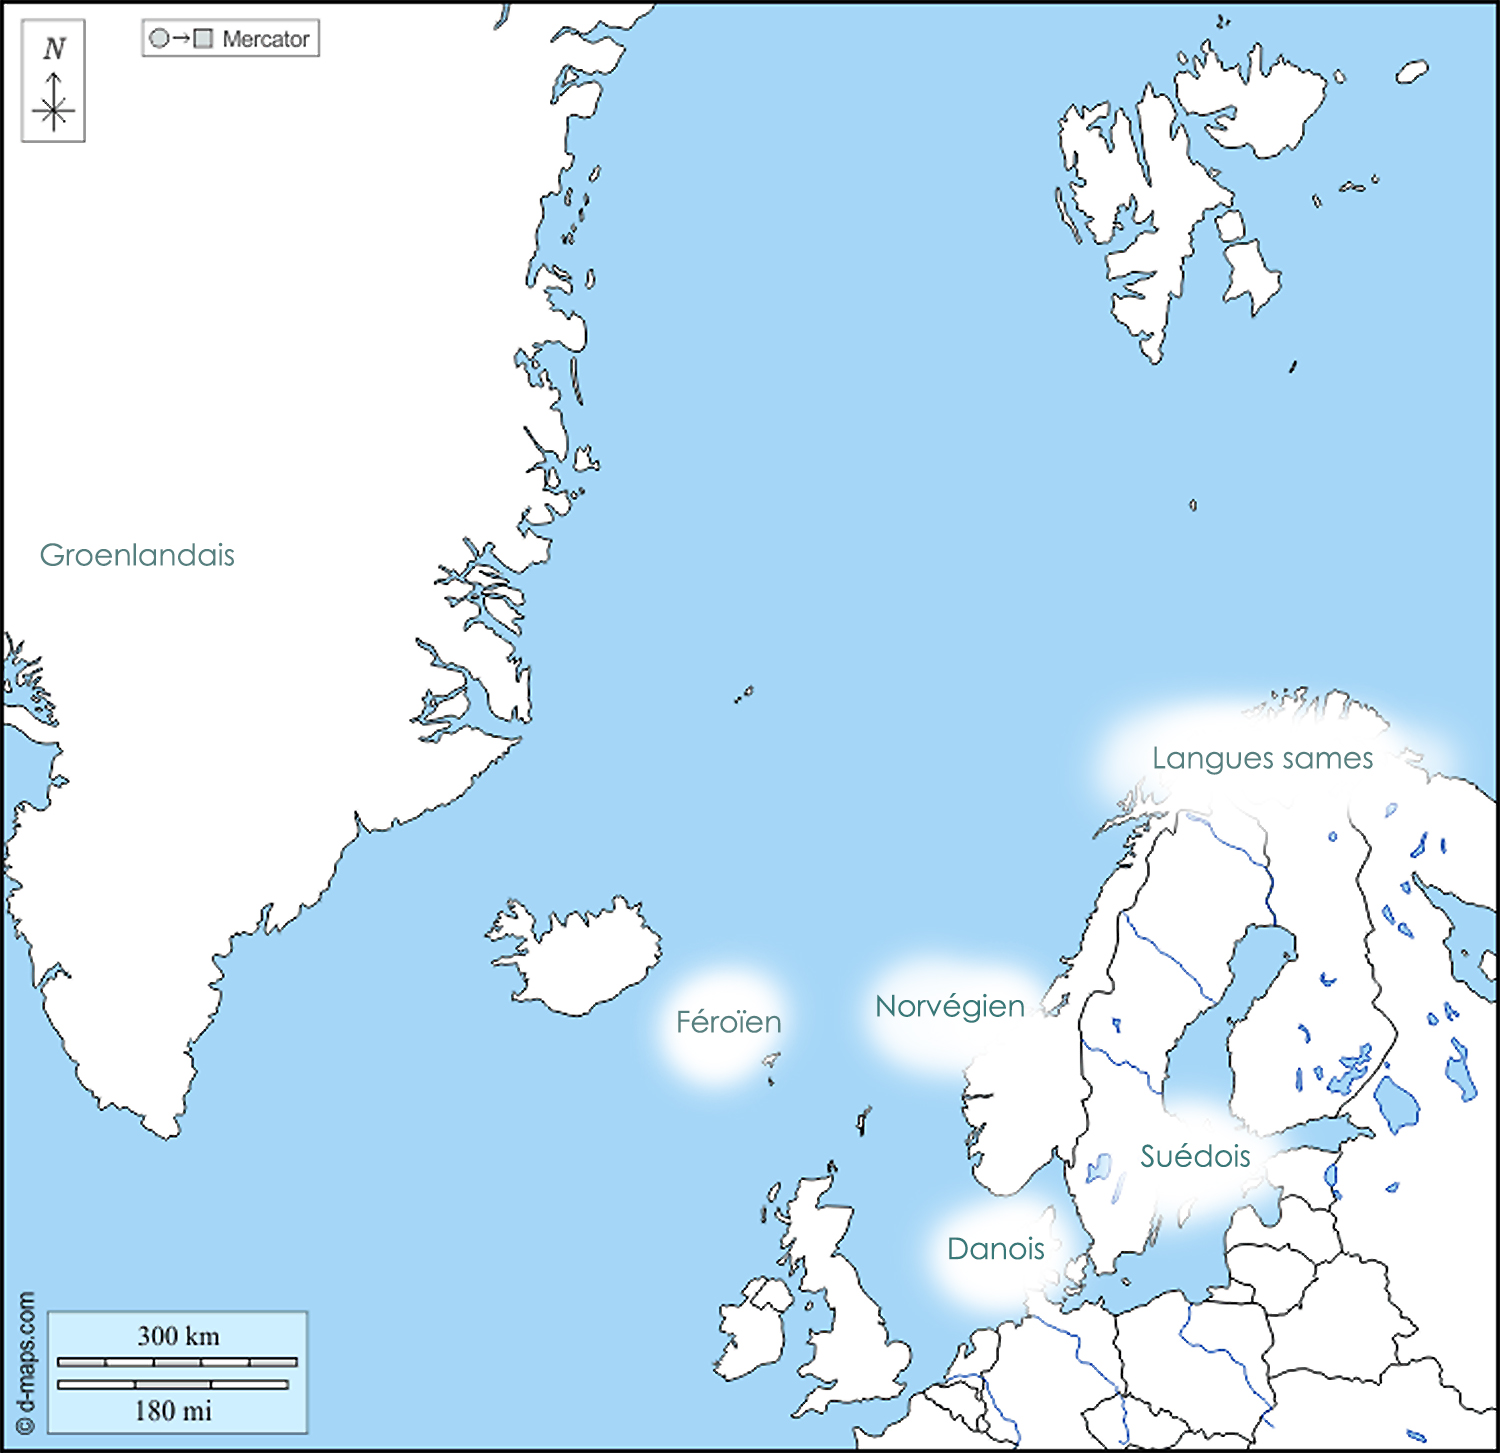 N
Mercator
Groenlandais
Langues sames
Norvégien
Féroïen
Suédois
Danois
300 km
180 mi
© d-maps.com